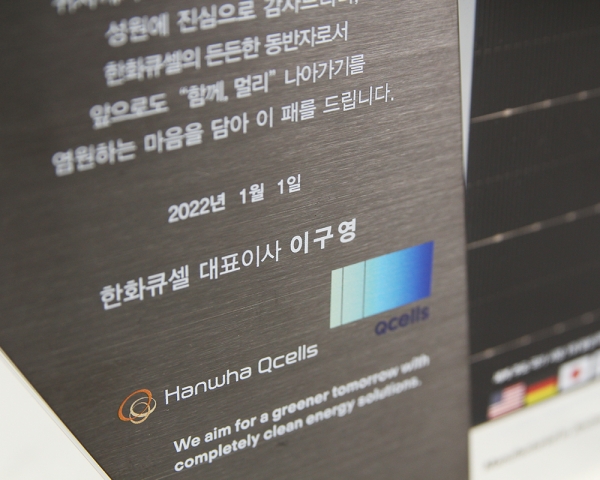 성원에 진심으로 감사드리며,
한화큐셀의 든든한 동반자로서
앞으로도 "함께, 멀리" 나아가기를
염원하는 마음을 담아 이 패를 드립니다.
2022년 1월 1일
한화큐셀 대표이사 이구영
Qcells
Hanwha Qcells
We aim for a greener tomorrow with
completely clean energy solutions.